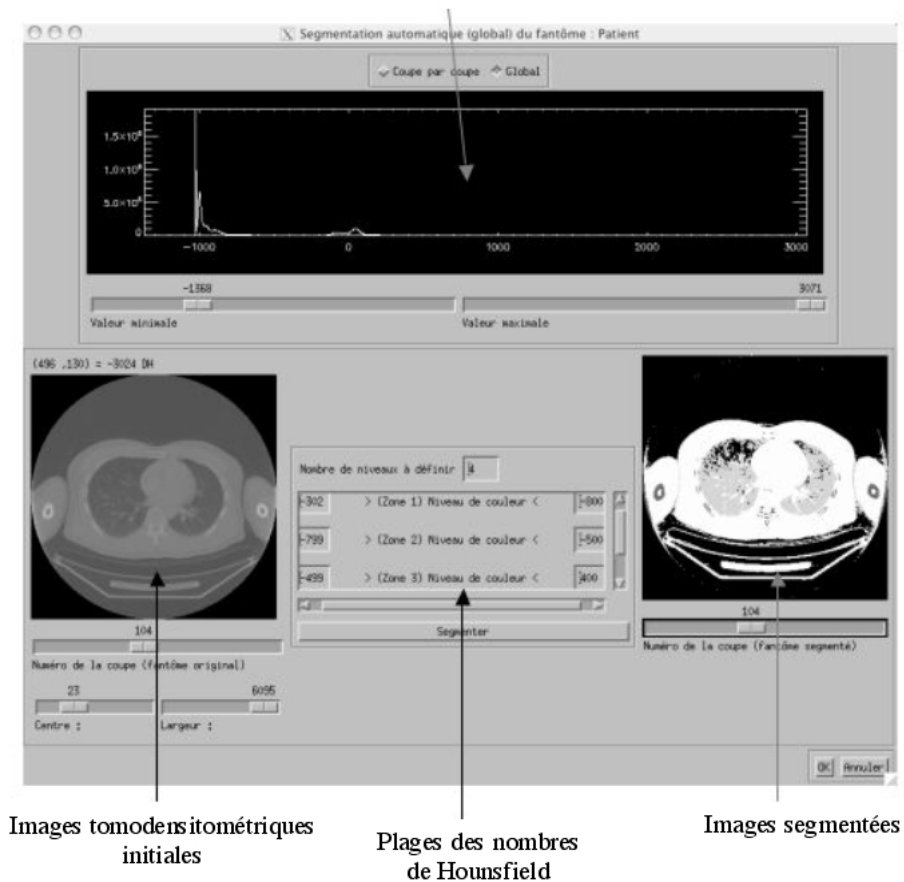 Segmentation automatique (global) du fantôme : Patient
Coupe par coupe Global
1.5×10⁶
1.0×10⁶
5.0×10⁵
0
-1000 0 1000 2000 3000
-1368 3071
Valeur minimale Valeur maximale
(496 ,130) = -3024 DH
Nombre de niveaux à définir 4
-302 > (Zone 1) Niveau de couleur < -800
-799 > (Zone 2) Niveau de couleur < -500
-499 > (Zone 3) Niveau de couleur < 400
Segmenter
104
Numéro de la coupe (fantôme original)
23 6095
Centre : Largeur :
104
Numéro de la coupe (fantôme segmenté)
OK Annuler
Images tomodensitométriques
initiales
Plages des nombres
de Hounsfield
Images segmentées